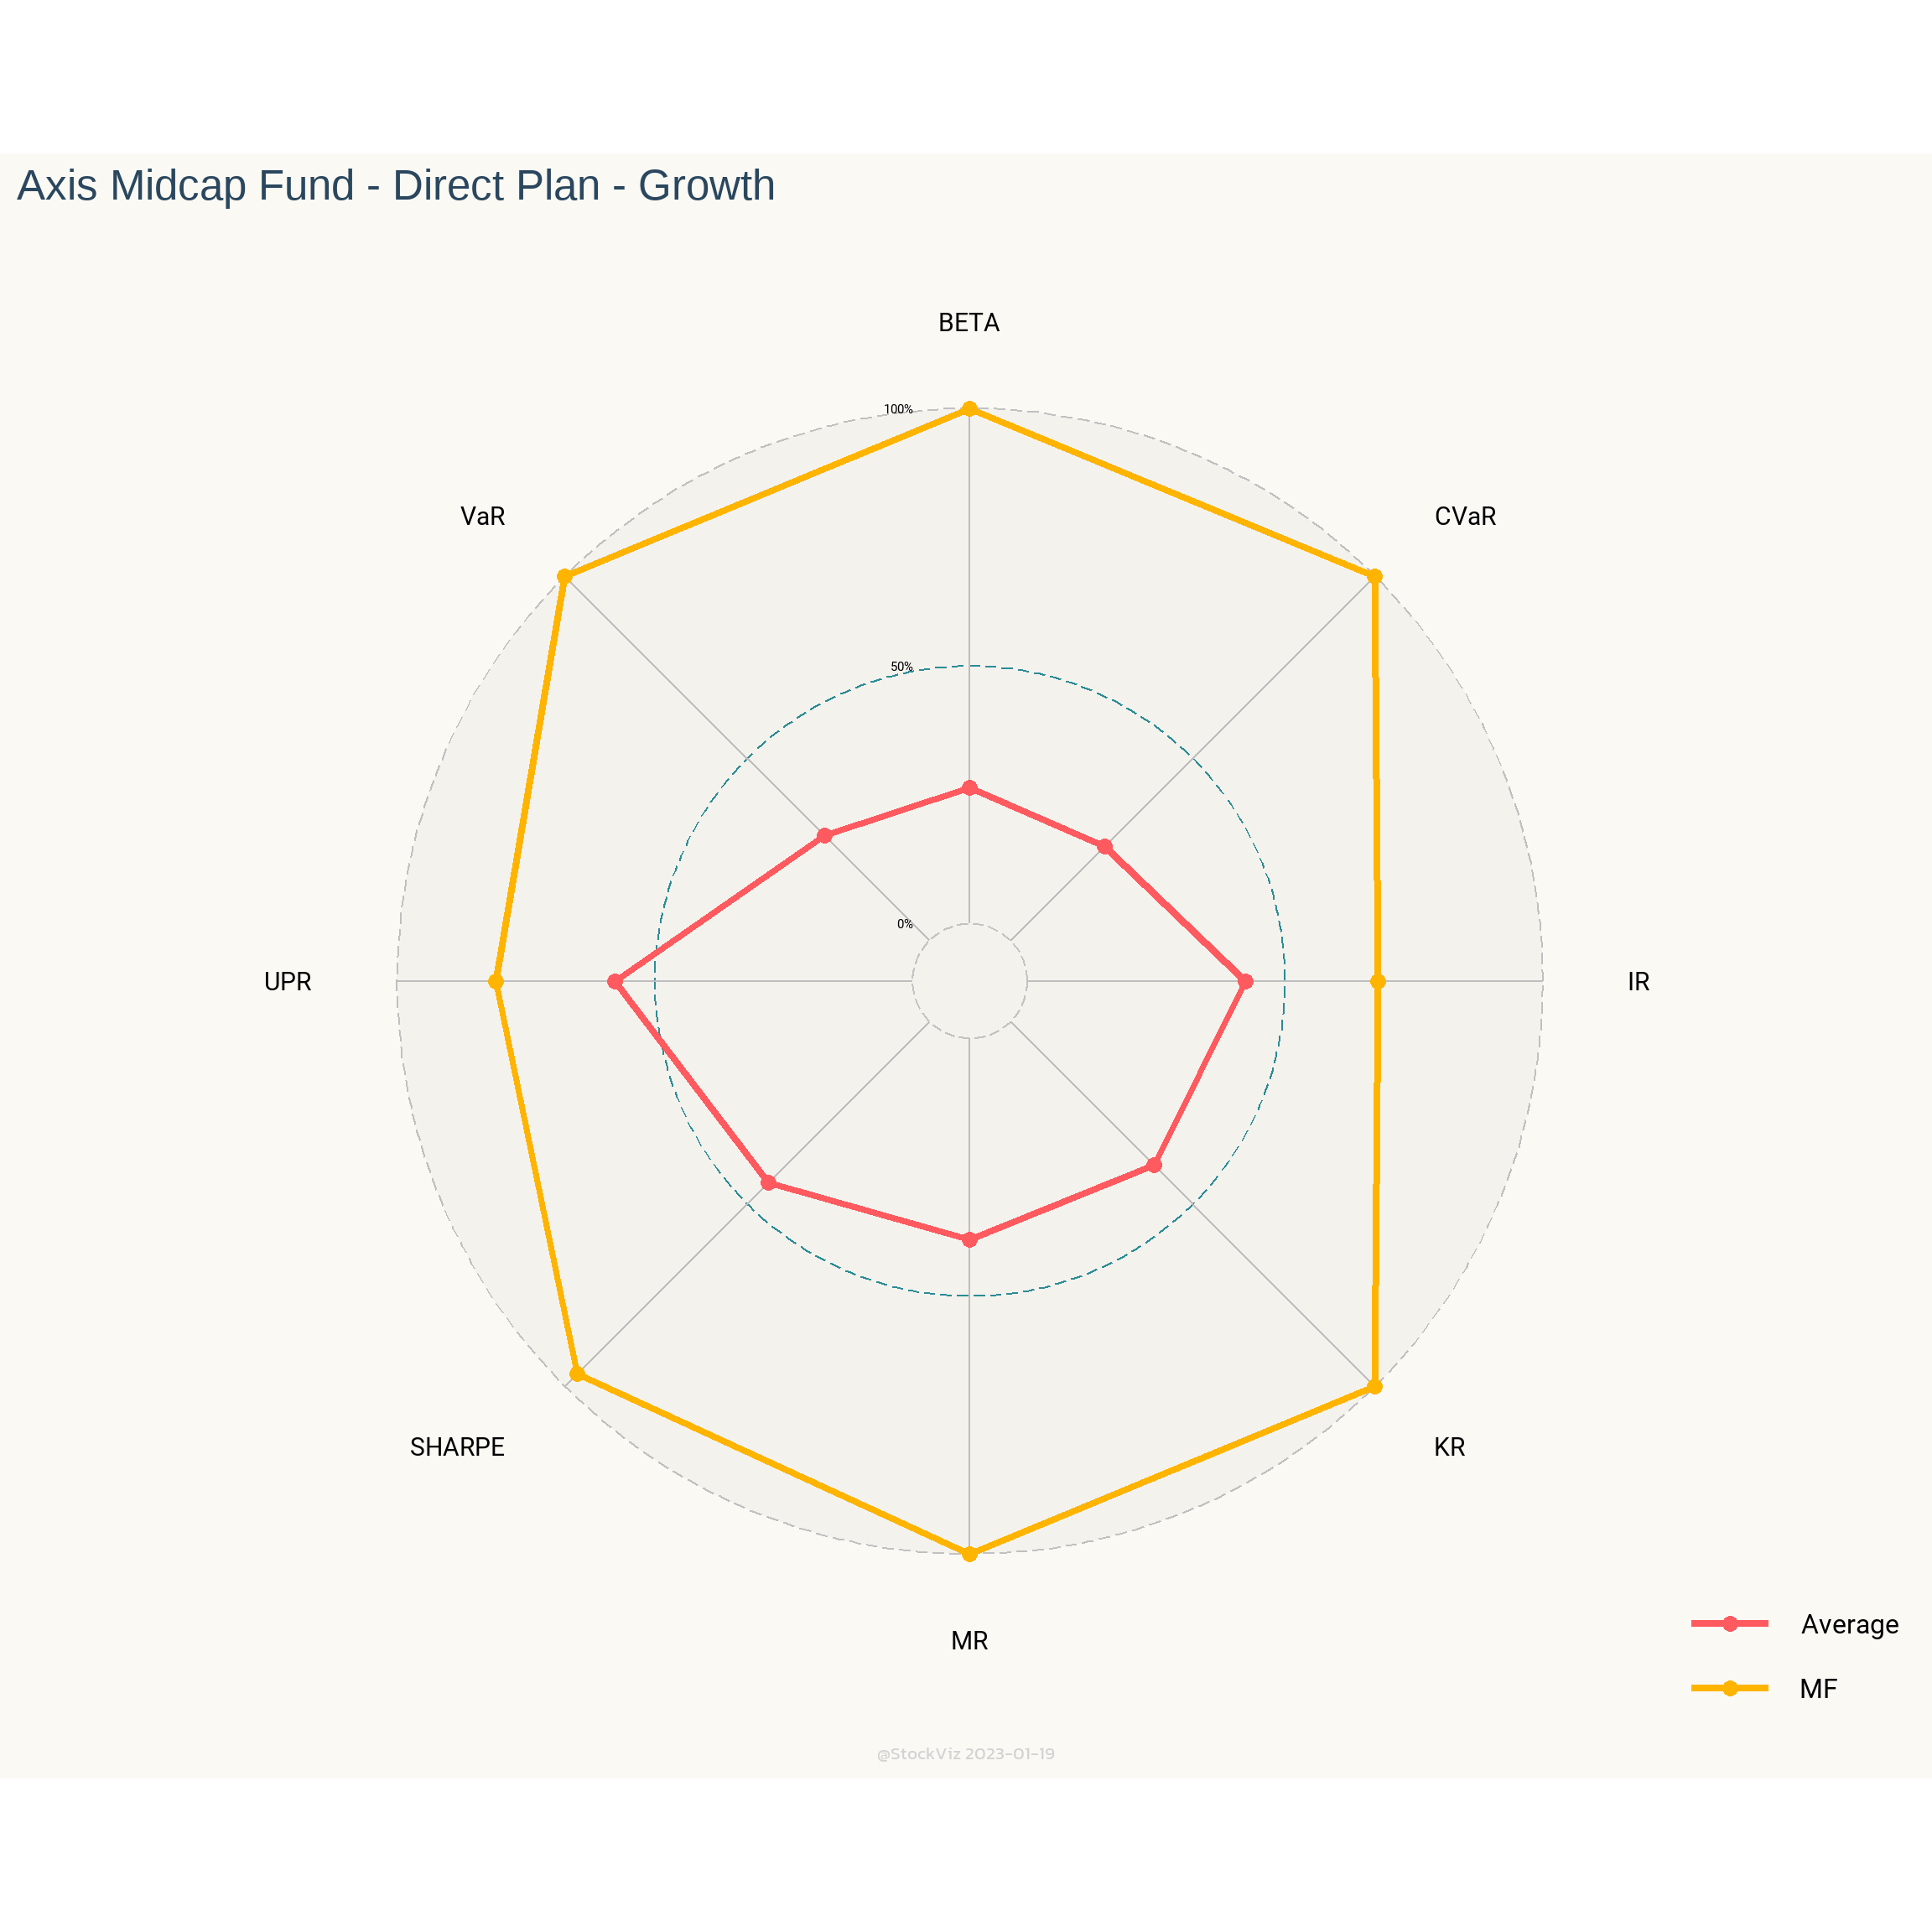 Axis Midcap Fund - Direct Plan - Growth
BETA
100%
VaR
CVaR
50%
0%
UPR
IR
SHARPE
KR
MR
Average
MF
@StockViz 2023-01-19